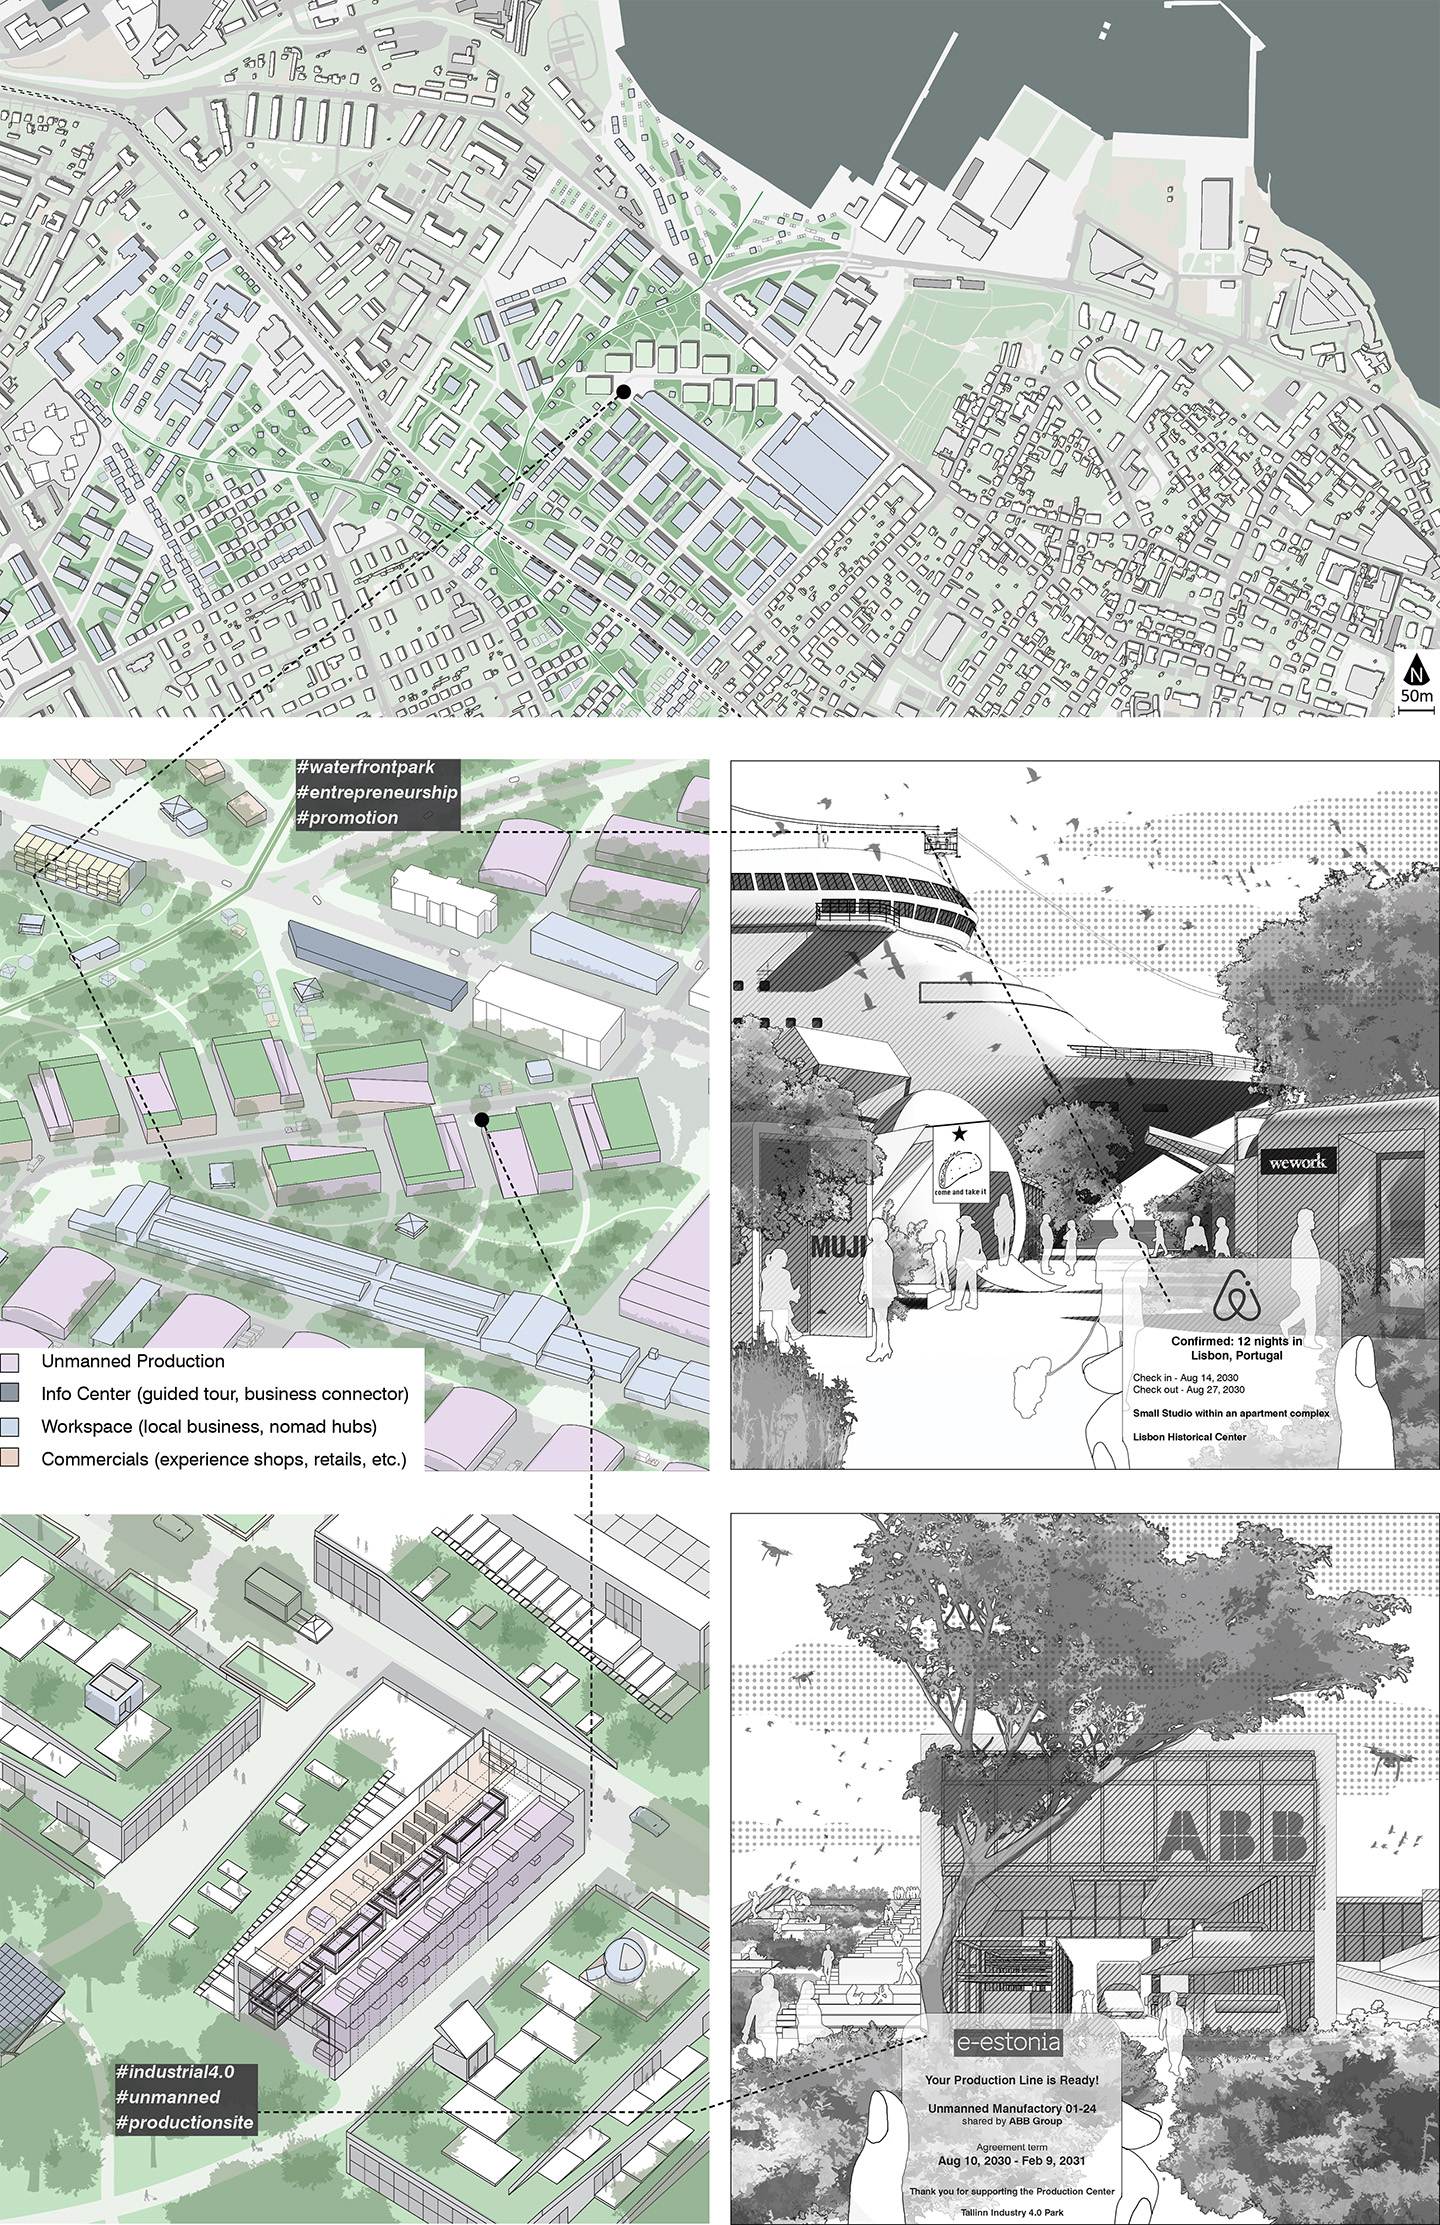 N
50m
#waterfrontpark
#entrepreneurship
#promotion
Unmanned Production
Info Center (guided tour, business connector)
Workspace (local business, nomad hubs)
Commercials (experience shops, retails, etc.)
come and take it
wework
MUJI
Confirmed: 12 nights in
Lisbon, Portugal
Check in - Aug 14, 2030
Check out - Aug 27, 2030
Small Studio within an apartment complex
Lisbon Historical Center
#industrial4.0
#unmanned
#productionsite
ABB
e-estonia
Your Production Line is Ready!
Unmanned Manufactory 01-24
shared by ABB Group
Agreement term
Aug 10, 2030 - Feb 9, 2031
Thank you for supporting the Production Center
Tallinn Industry 4.0 Park